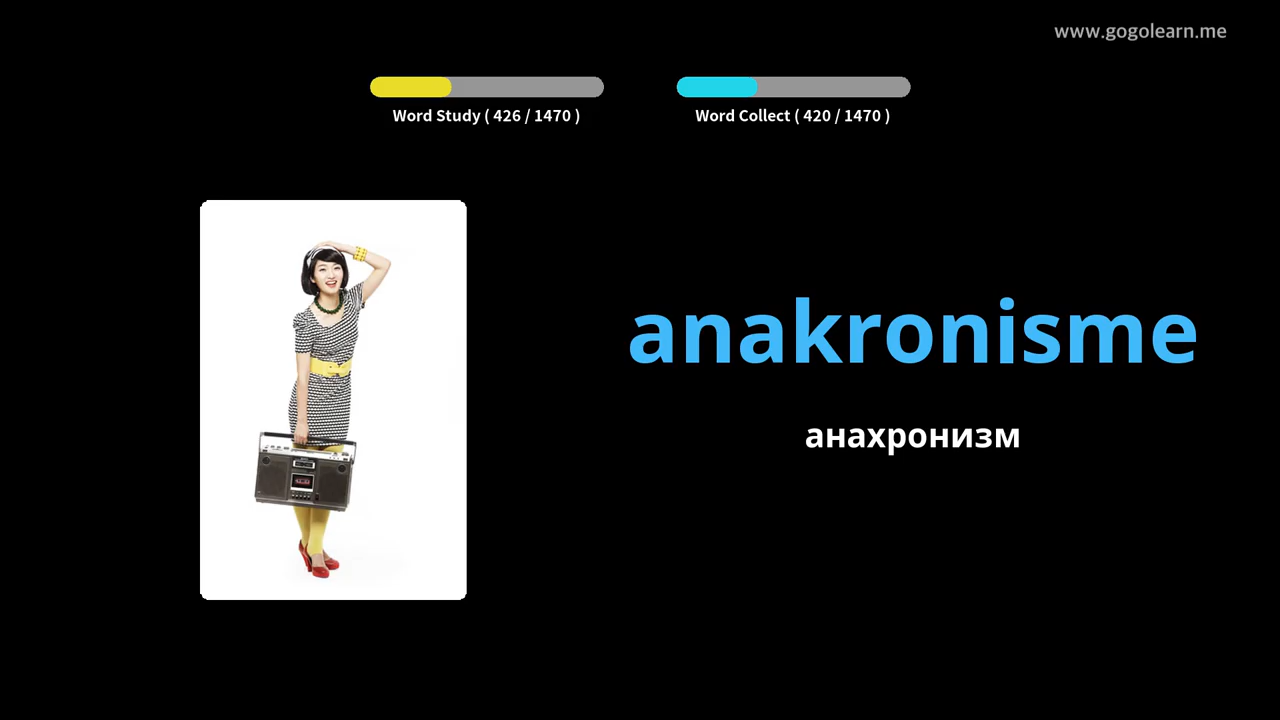 www.gogolearn.me
Word Study ( 426 / 1470 )
Word Collect ( 420 / 1470 )
anakronisme
анахронизм